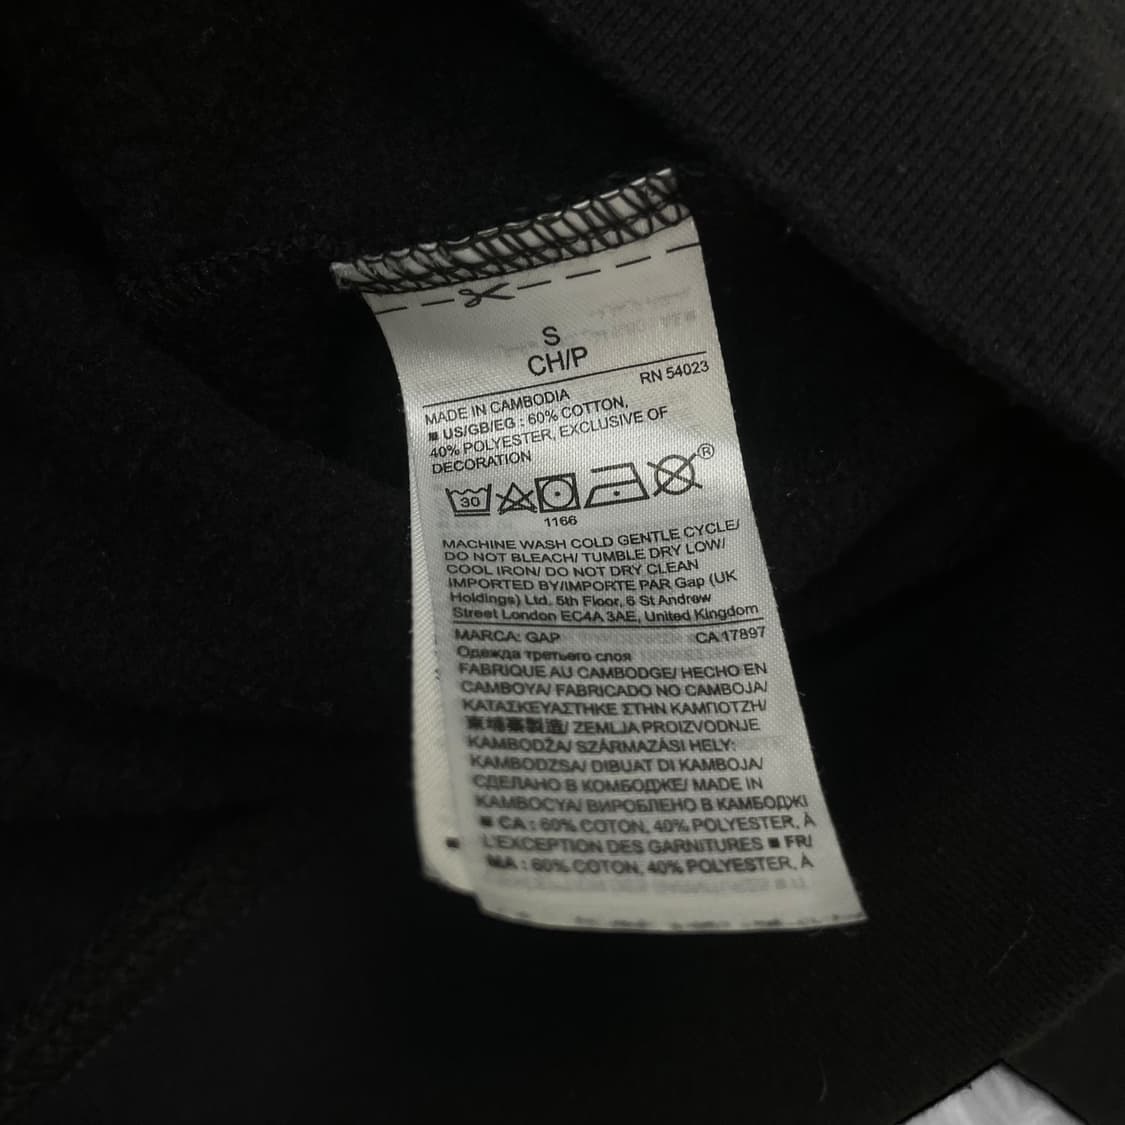 S
CH/P
RN 54023
MADE IN CAMBODIA
■ US/GB/EG : 60% COTTON,
40% POLYESTER, EXCLUSIVE OF
DECORATION
30
®
1166
MACHINE WASH COLD GENTLE CYCLE/
DO NOT BLEACH/ TUMBLE DRY LOW/
COOL IRON/ DO NOT DRY CLEAN
IMPORTED BY/IMPORTE PAR Gap (UK
Holdings) Ltd, 5th Floor, 6 St Andrew
Street London EC4A 3AE, United Kingdom
MARCA: GAP CA 17897
Одежда третьего слоя
FABRIQUE AU CAMBODGE/ HECHO EN
CAMBOYA/ FABRICADO NO CAMBOJA/
ΚΑΤΑΣΚΕΥΑΣΤΗΚΕ ΣΤΗΝ ΚΑΜΠΟΤΖΗ/
柬埔寨製造/ ZEMLJA PROIZVODNJE
KAMBODŽA/ SZÁRMAZÁSI HELY:
KAMBODZSA/ DIBUAT DI KAMBOJA/
СДЕЛАНО В КОМБОДЖЕ/ MADE IN
KAMBOCYA/ ВИРОБЛЕНО В КАМБОДЖІ
■ CA : 60% COTON, 40% POLYESTER, À
L'EXCEPTION DES GARNITURES ■ FR/
MA : 60% COTON, 40% POLYESTER, À